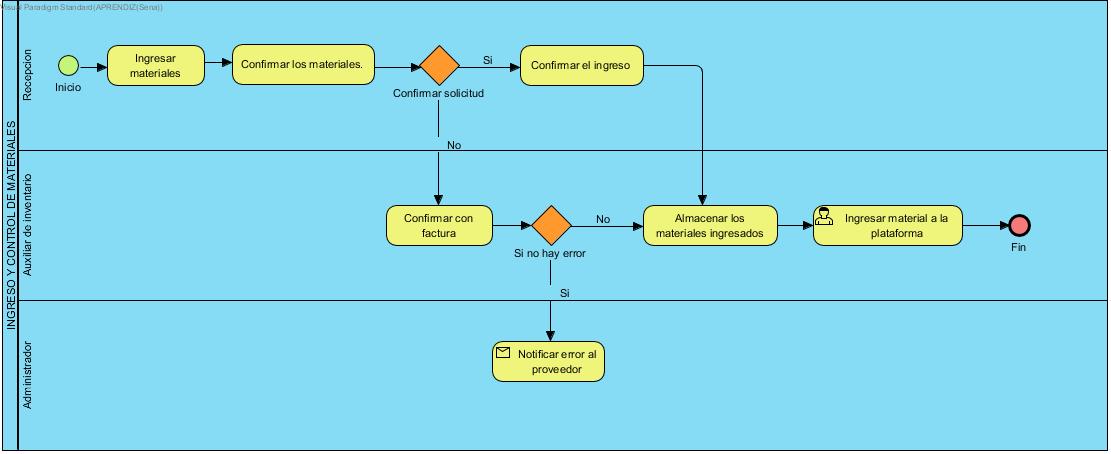 Visual Paradigm Standard(APRENDIZ(Sena))
INGRESO Y CONTROL DE MATERIALES
Recepcion
Inicio
Ingresar
materiales
Confirmar los materiales.
Confirmar solicitud
Si
Confirmar el ingreso
No
Auxiliar de inventario
Confirmar con
factura
Si no hay error
No
Almacenar los
materiales ingresados
Ingresar material a la
plataforma
Fin
Si
Administrador
Notificar error al
proveedor